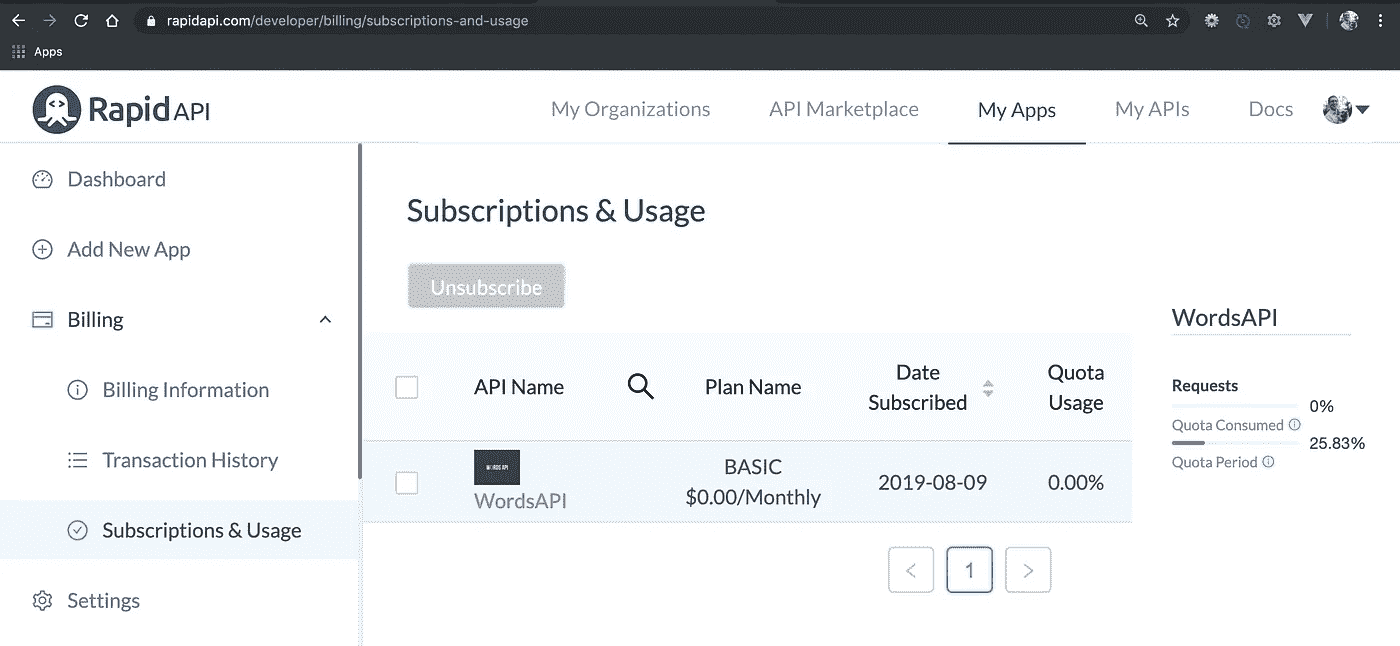 rapidapi.com/developer/billing/subscriptions-and-usage
Apps
RapidAPI
My Organizations
API Marketplace
My Apps
My APIs
Docs
Dashboard
Add New App
Billing
Billing Information
Transaction History
Subscriptions & Usage
Settings
Subscriptions & Usage
Unsubscribe
API Name
Plan Name
Date
Subscribed
Quota
Usage
WORDS API
WordsAPI
BASIC
$0.00/Monthly
2019-08-09
0.00%
<
1
>
WordsAPI
Requests
0%
Quota Consumed
25.83%
Quota Period